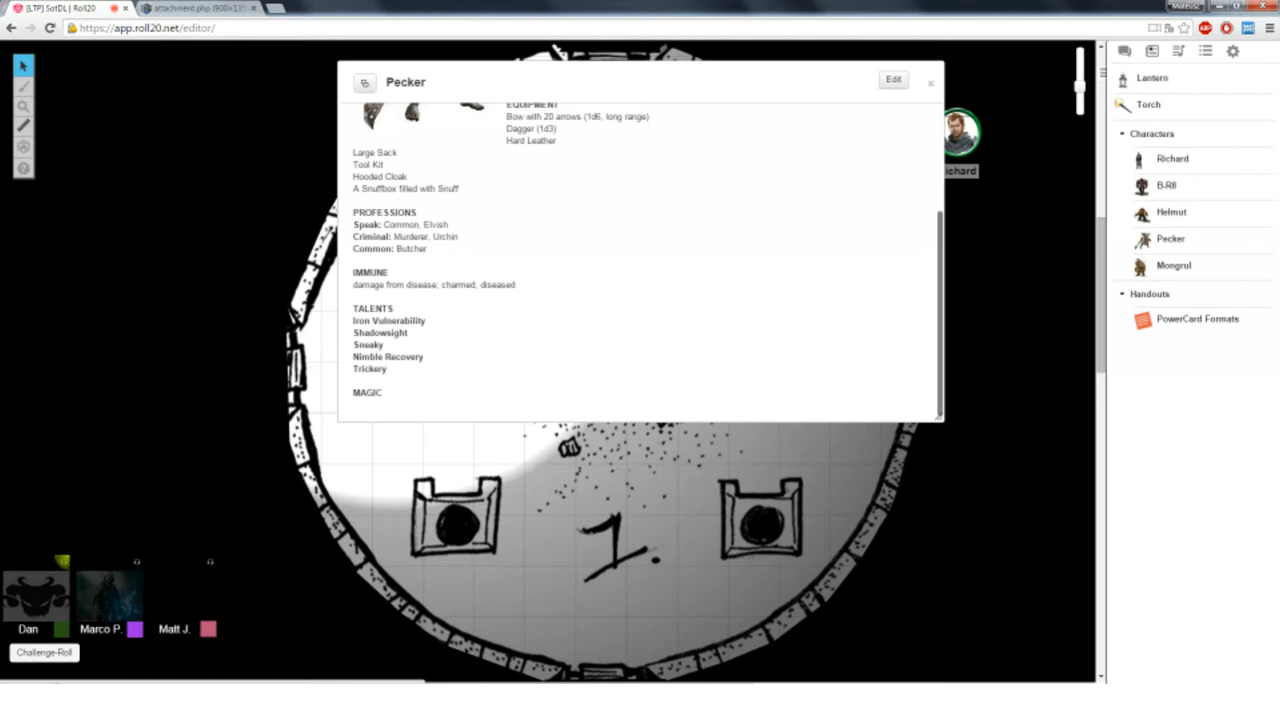 [LTP] SotDL | Roll20
attachment.php (900×135
Mateusz
https://app.roll20.net/editor/
Pecker
Edit
EQUIPMENT
Bow with 20 arrows (1d6, long range)
Dagger (1d3)
Hard Leather
Large Sack
Tool Kit
Hooded Cloak
A Snuffbox filled with Snuff
PROFESSIONS
Speak: Common, Elvish
Criminal: Murderer, Urchin
Common: Butcher
IMMUNE
damage from disease; charmed, diseased
TALENTS
Iron Vulnerability
Shadowsight
Sneaky
Nimble Recovery
Trickery
MAGIC
ichard
1.
Dan
Marco P.
Matt J.
Challenge-Roll
Lantern
Torch
Characters
Richard
B-R8
Helmut
Pecker
Mongrul
Handouts
PowerCard Formats